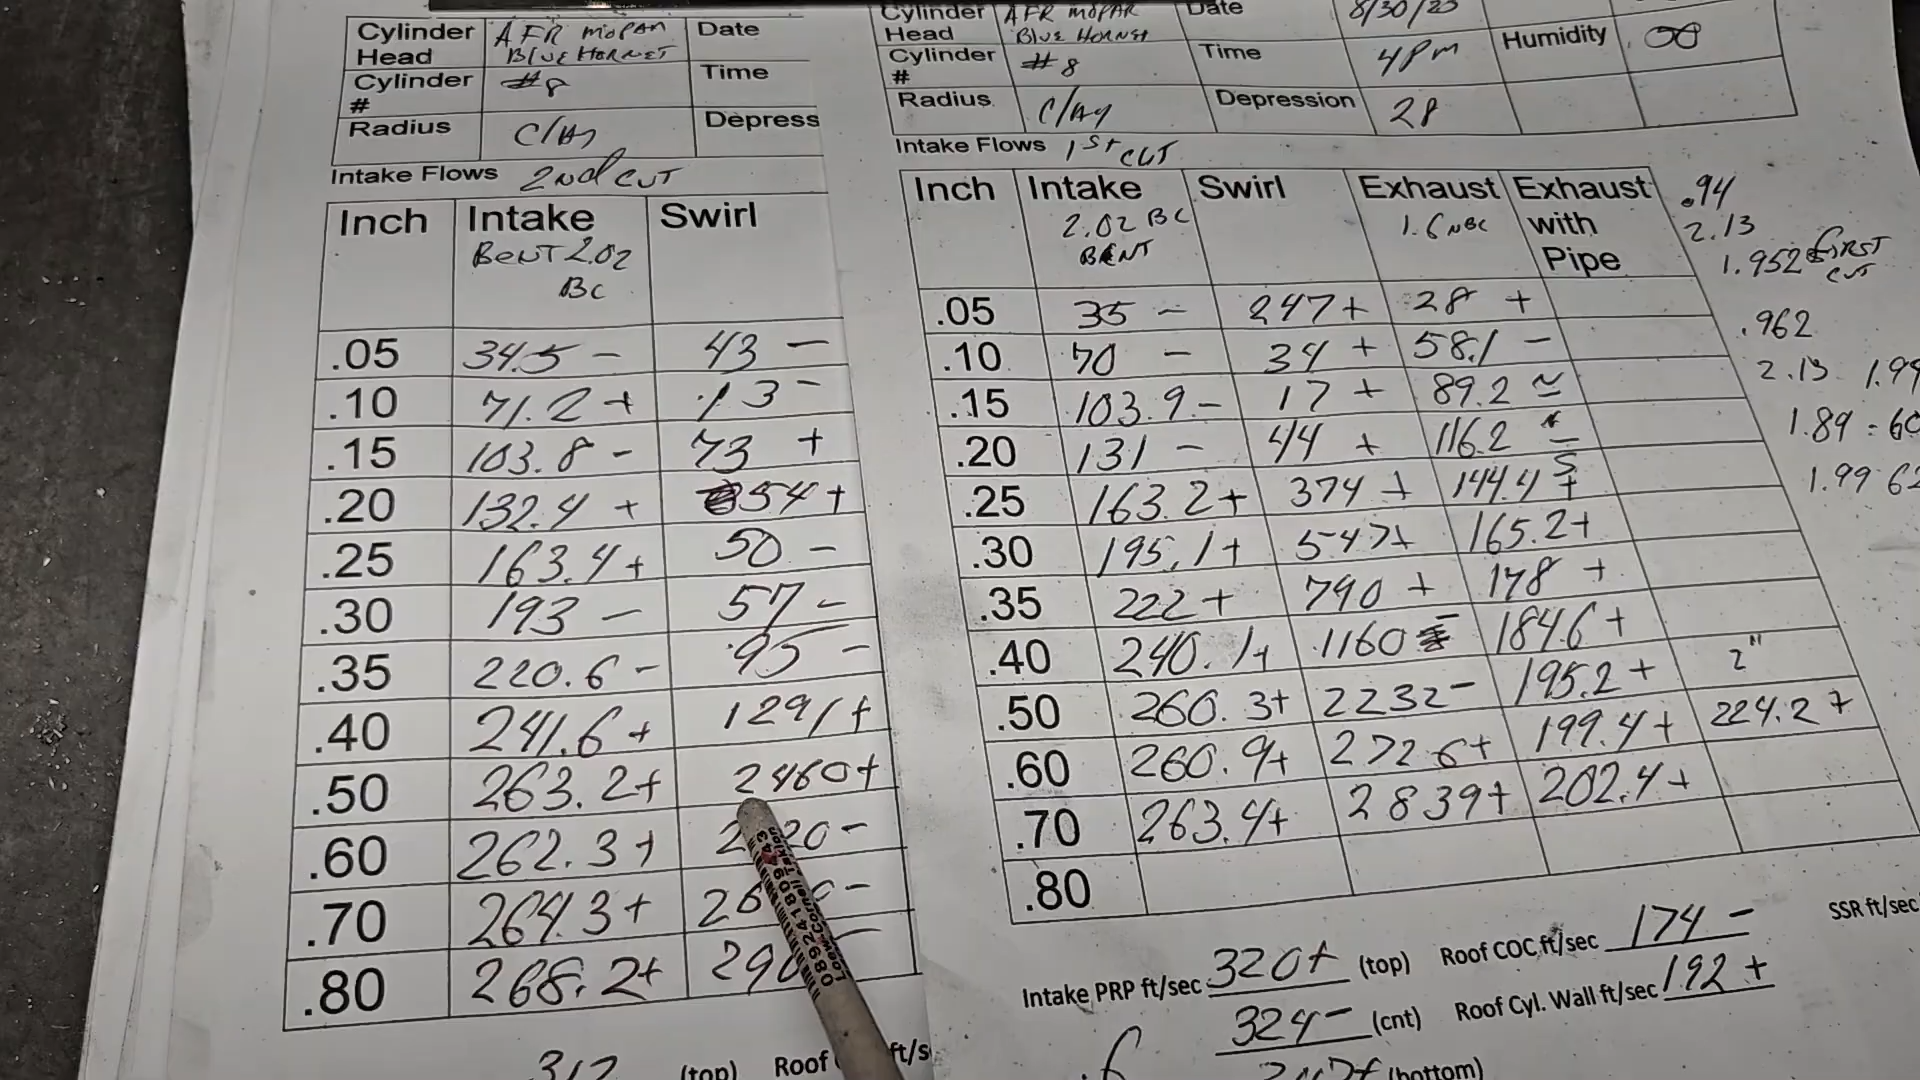 Cylinder Head AFR MOPAR BLUE HORNET Date
Cylinder # #8 Time
Radius C/Ay Depress
Intake Flows 2nd CUT
Inch Intake Swirl
BENT 2.02
BC
.05 34.5 - 43 -
.10 71.2 + 13 -
.15 103.8 - 73 +
.20 132.4 + 54+
.25 163.4+ 50 -
.30 193 - 57 -
.35 220.6 - 95 -
.40 241.6+ 1291+
.50 263.2+ 2460+
.60 262.3+
.70 264.3+
.80 268.2+
312 (top) Roof
ft/s
Cylinder Head AFR MOPAR BLUE HORNET Date 8/30/25
Cylinder # #8 Time 4PM Humidity
Radius C/Ay Depression 28
Intake Flows 1st CUT
Inch Intake Swirl Exhaust Exhaust with Pipe
2.02 BC
BENT
1.6 NBC
.05 35 - 247+ 28 +
.10 70 - 34 + 58.1 -
.15 103.9- 17 + 89.2
.20 131 - 44 + 116.2
.25 163.2+ 374 + 144.4
.30 195.1+ 547+ 165.2+
.35 222+ 790 + 178 +
.40 240.1+ 1160 184.6+
.50 260.3+ 2232- 195.2+ 2"
.60 260.9+ 2726+ 199.4+ 224.2+
.70 263.4+ 2839+ 202.4+
.80
.94
2.13
1.952 FIRST CUT
.962
2.13 1.99
1.89 = 60
1.99 62
Intake PRP ft/sec 320+ (top) Roof COC ft/sec 174 - SSR ft/sec
324- (cnt) Roof Cyl. Wall ft/sec 192 +
(bottom)